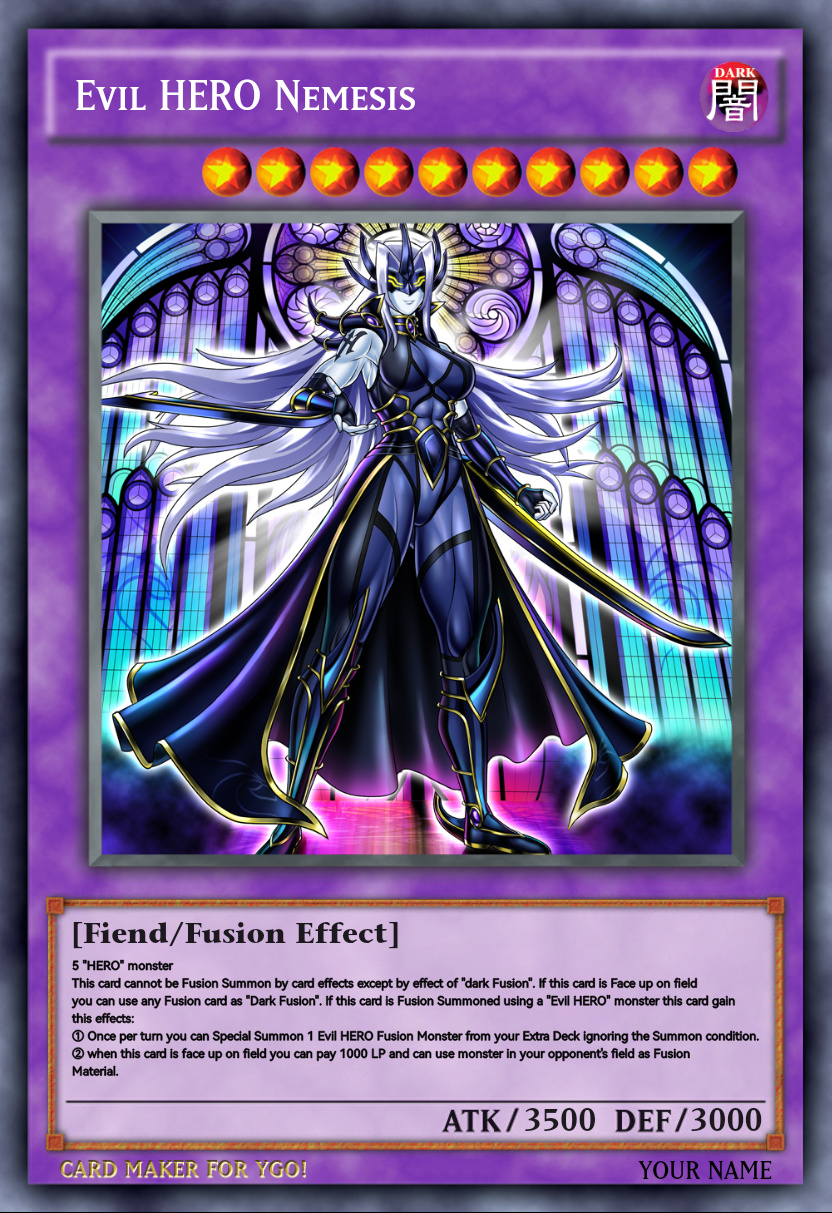 Evil HERO Nemesis
DARK
闇
[Fiend/Fusion Effect]
5 "HERO" monster
This card cannot be Fusion Summon by card effects except by effect of "dark Fusion". If this card is Face up on field
you can use any Fusion card as "Dark Fusion". If this card is Fusion Summoned using a "Evil HERO" monster this card gain
this effects:
① Once per turn you can Special Summon 1 Evil HERO Fusion Monster from your Extra Deck ignoring the Summon condition.
② when this card is face up on field you can pay 1000 LP and can use monster in your opponent's field as Fusion
Material.
ATK/3500 DEF/3000
CARD MAKER FOR YGO! YOUR NAME